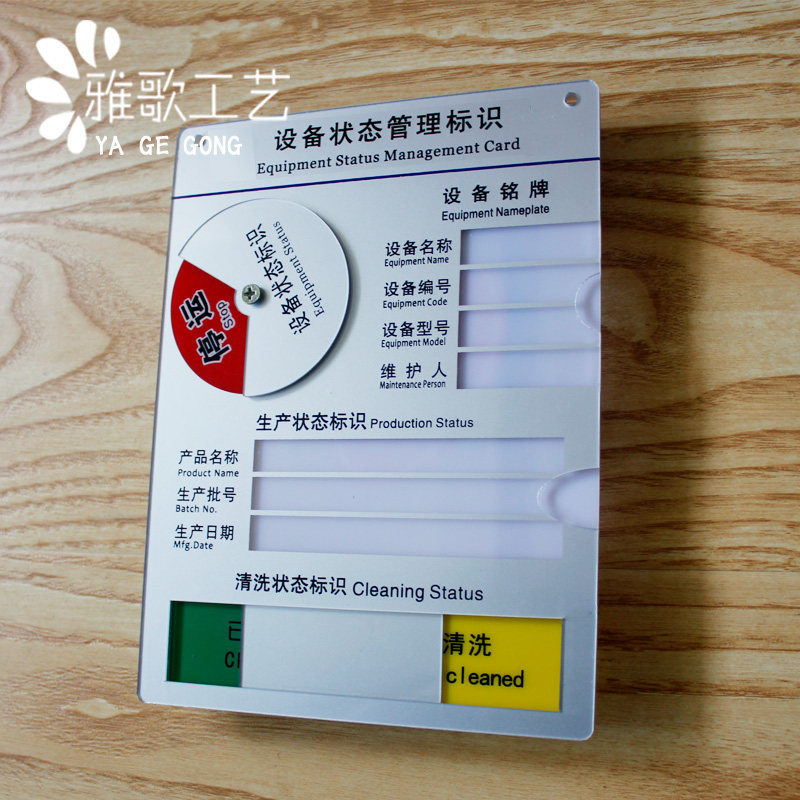 雅歌工艺
YA GE GONG
设备状态管理标识
Equipment Status Management Card
设备铭牌
Equipment Nameplate
设备状态标识
Equipment Status
停运
Stop
设备名称
Equipment Name
设备编号
Equipment Code
设备型号
Equipment Model
维护人
Maintenance Person
生产状态标识 Production Status
产品名称
Product Name
生产批号
Batch No.
生产日期
Mfg.Date
清洗状态标识 Cleaning Status
清洗
cleaned